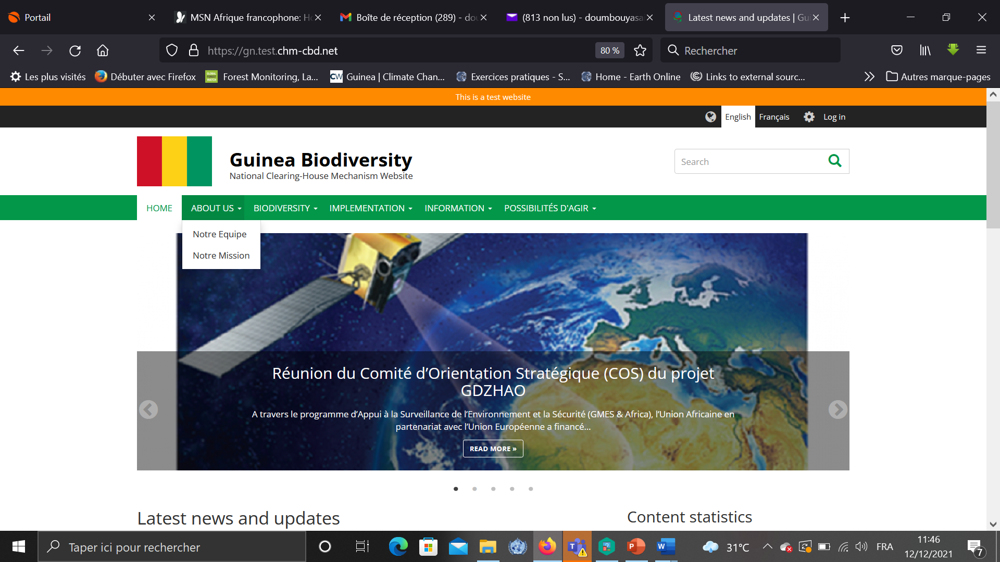 Portail
MSN Afrique francophone: Ho
Boîte de réception (289) - dou
(813 non lus) - doumbouyasa
Latest news and updates | Gui
https://gn.test.chm-cbd.net
80 %
Rechercher
Les plus visités
Débuter avec Firefox
GLOBAL FOREST WATCH
Forest Monitoring, La...
CW
Guinea | Climate Chan...
Exercices pratiques - S...
Home - Earth Online
Links to external sourc...
Autres marque-pages
This is a test website
English
Français
Log in
Guinea Biodiversity
National Clearing-House Mechanism Website
Search
HOME
ABOUT US
BIODIVERSITY
IMPLEMENTATION
INFORMATION
POSSIBILITÉS D'AGIR
Notre Equipe
Notre Mission
Réunion du Comité d’Orientation Stratégique (COS) du projet
GDZHAO
A travers le programme d’Appui à la Surveillance de l’Environnement et la Sécurité (GMES & Africa), l’Union Africaine en
partenariat avec l’Union Européenne a financé...
READ MORE »
Latest news and updates
Content statistics
Taper ici pour rechercher
T
P
W
31°C
FRA
11:46
12/12/2021
7